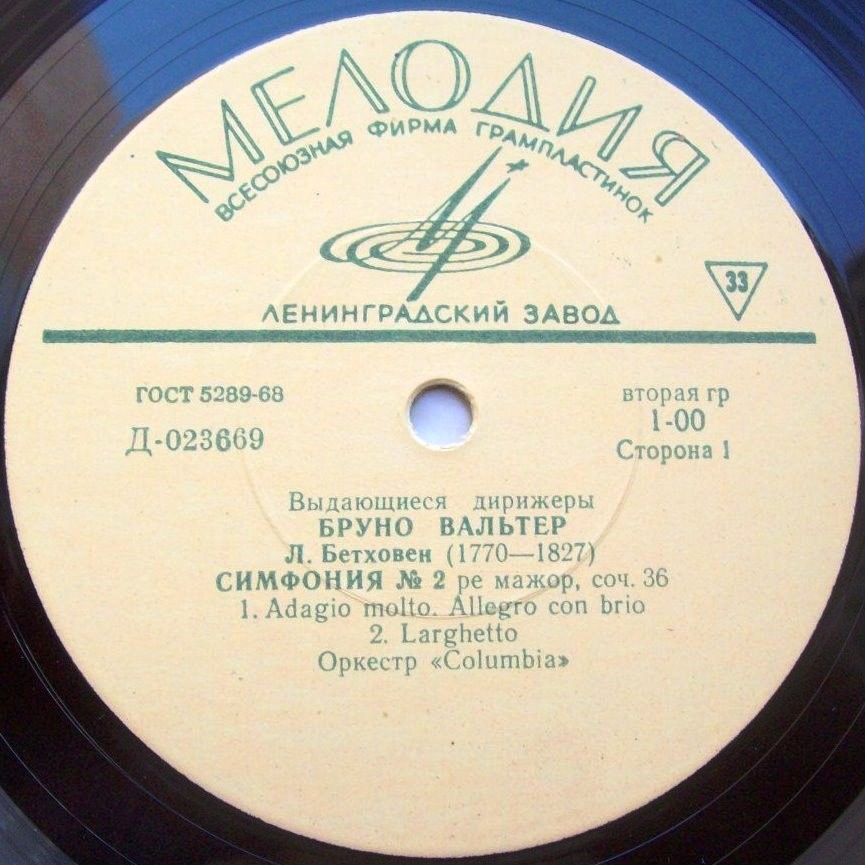 МЕЛОДИЯ
ВСЕСОЮЗНАЯ ФИРМА ГРАМПЛАСТИНОК
33
ЛЕНИНГРАДСКИЙ ЗАВОД
ГОСТ 5289-68
Д-023669
вторая гр
1-00
Сторона 1
Выдающиеся дирижеры
БРУНО ВАЛЬТЕР
Л. Бетховен (1770—1827)
СИМФОНИЯ № 2 ре мажор, соч. 36
1. Adagio molto. Allegro con brio
2. Larghetto
Оркестр «Columbia»